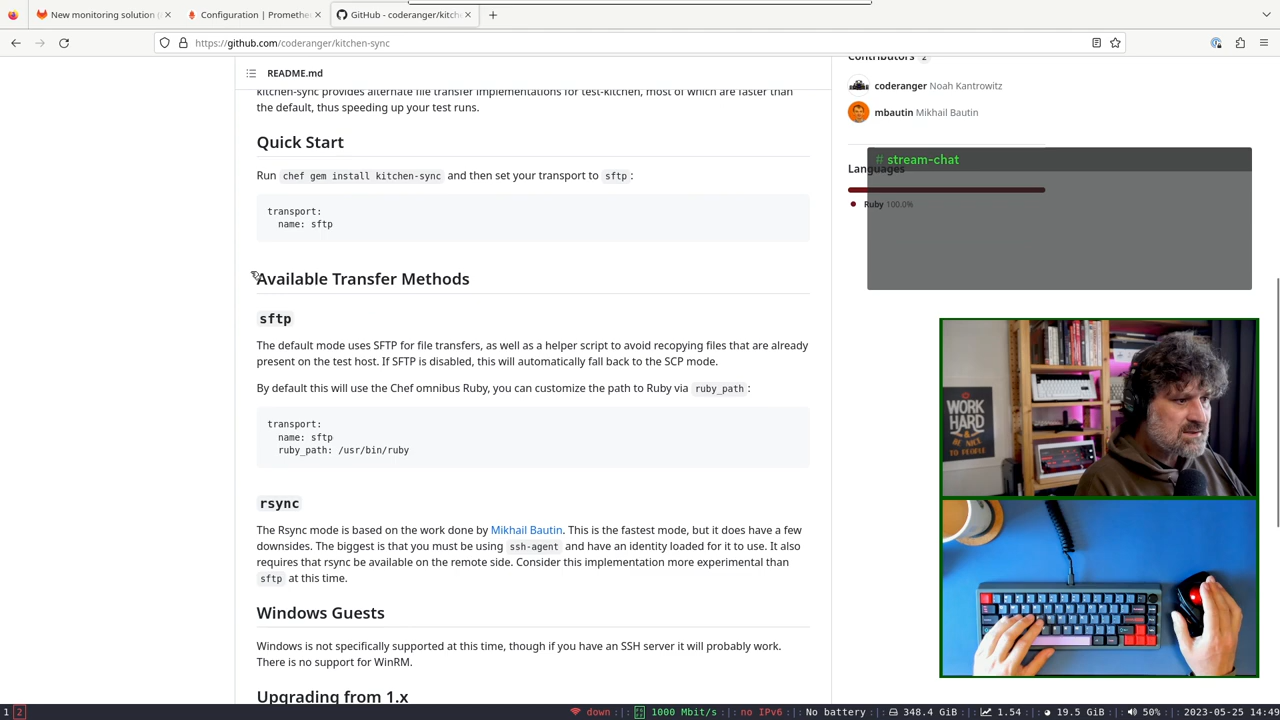 New monitoring solution (
Configuration | Prometheu
GitHub - coderanger/kitche
https://github.com/coderanger/kitchen-sync
README.md
kitchen-sync provides alternate file transfer implementations for test-kitchen, most of which are faster than
the default, thus speeding up your test runs.
Quick Start
Run chef gem install kitchen-sync and then set your transport to sftp :
transport:
name: sftp
Available Transfer Methods
sftp
The default mode uses SFTP for file transfers, as well as a helper script to avoid recopying files that are already
present on the test host. If SFTP is disabled, this will automatically fall back to the SCP mode.
By default this will use the Chef omnibus Ruby, you can customize the path to Ruby via ruby_path :
transport:
name: sftp
ruby_path: /usr/bin/ruby
rsync
The Rsync mode is based on the work done by Mikhail Bautin. This is the fastest mode, but it does have a few
downsides. The biggest is that you must be using ssh-agent and have an identity loaded for it to use. It also
requires that rsync be available on the remote side. Consider this implementation more experimental than
sftp at this time.
Windows Guests
Windows is not specifically supported at this time, though if you have an SSH server it will probably work.
There is no support for WinRM.
Upgrading from 1.x
Contributors 2
coderanger Noah Kantrowitz
mbautin Mikhail Bautin
# stream-chat
Languages
Ruby 100.0%
WORK
HARD
& BE NICE
TO PEOPLE
1 2
down :|: 1000 Mbit/s :|: no IPv6 :|: No battery :|: 348.4 GiB :|: 1.54 :|: 19.5 GiB :|: 50% :|: 2023-05-25 14:49